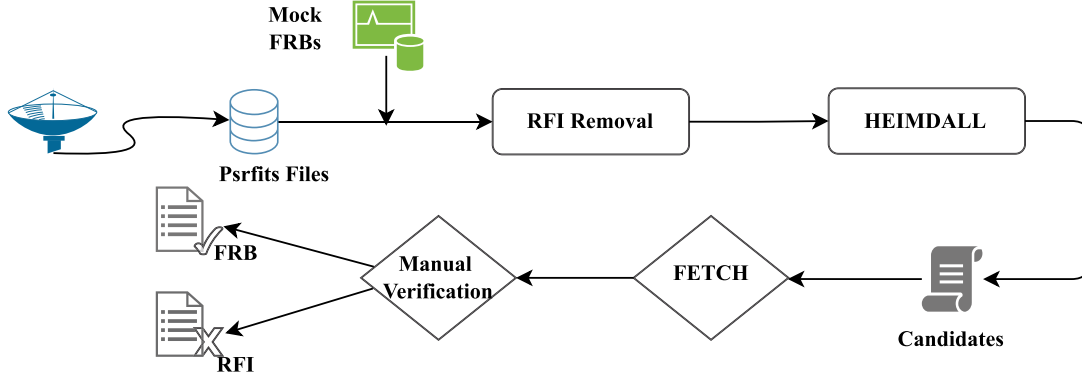 Mock
FRBs
Psrfits Files
RFI Removal
HEIMDALL
Candidates
FETCH
Manual
Verification
FRB
RFI